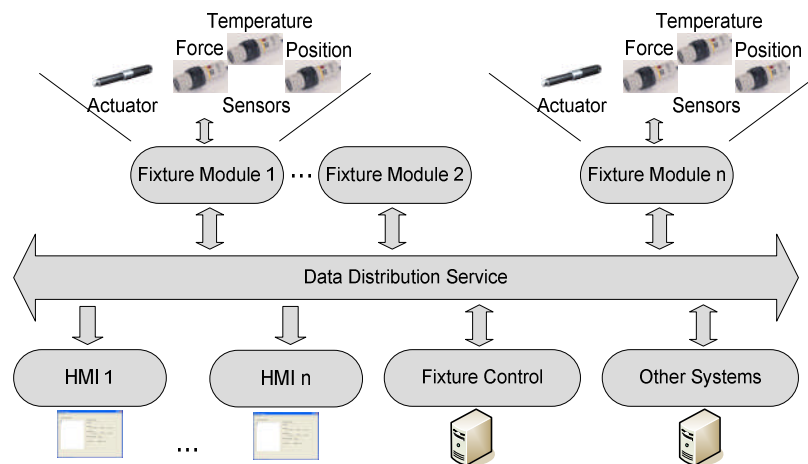 Temperature
Force Position
Actuator Sensors
Temperature
Force Position
Actuator Sensors
Fixture Module 1 ... Fixture Module 2 Fixture Module n
Data Distribution Service
HMI 1 HMI n Fixture Control Other Systems
...